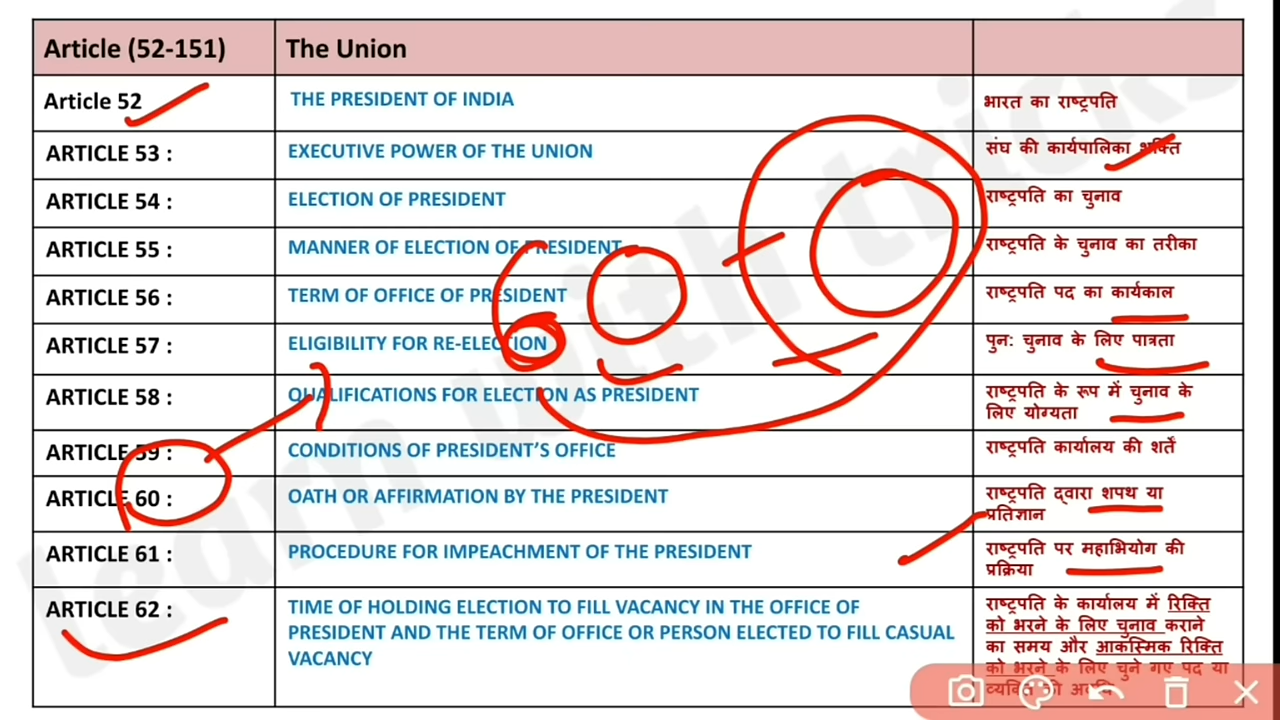 Article (52-151) The Union
Article 52 THE PRESIDENT OF INDIA भारत का राष्ट्रपति
ARTICLE 53 : EXECUTIVE POWER OF THE UNION संघ की कार्यपालिका शक्ति
ARTICLE 54 : ELECTION OF PRESIDENT राष्ट्रपति का चुनाव
ARTICLE 55 : MANNER OF ELECTION OF PRESIDENT राष्ट्रपति के चुनाव का तरीका
ARTICLE 56 : TERM OF OFFICE OF PRESIDENT राष्ट्रपति पद का कार्यकाल
ARTICLE 57 : ELIGIBILITY FOR RE-ELECTION पुन: चुनाव के लिए पात्रता
ARTICLE 58 : QUALIFICATIONS FOR ELECTION AS PRESIDENT राष्ट्रपति के रूप में चुनाव के
लिए योग्यता
ARTICLE 59 : CONDITIONS OF PRESIDENT’S OFFICE राष्ट्रपति कार्यालय की शर्तें
ARTICLE 60 : OATH OR AFFIRMATION BY THE PRESIDENT राष्ट्रपति द्वारा शपथ या
प्रतिज्ञान
ARTICLE 61 : PROCEDURE FOR IMPEACHMENT OF THE PRESIDENT राष्ट्रपति पर महाभियोग की
प्रक्रिया
ARTICLE 62 : TIME OF HOLDING ELECTION TO FILL VACANCY IN THE OFFICE OF
PRESIDENT AND THE TERM OF OFFICE OR PERSON ELECTED TO FILL CASUAL
VACANCY
राष्ट्रपति के कार्यालय में रिक्ति
को भरने के लिए चुनाव कराने
का समय और आकस्मिक रिक्ति
को भरने के लिए चुने गए पद या
व्यक्ति की अवधि
learn with tricks